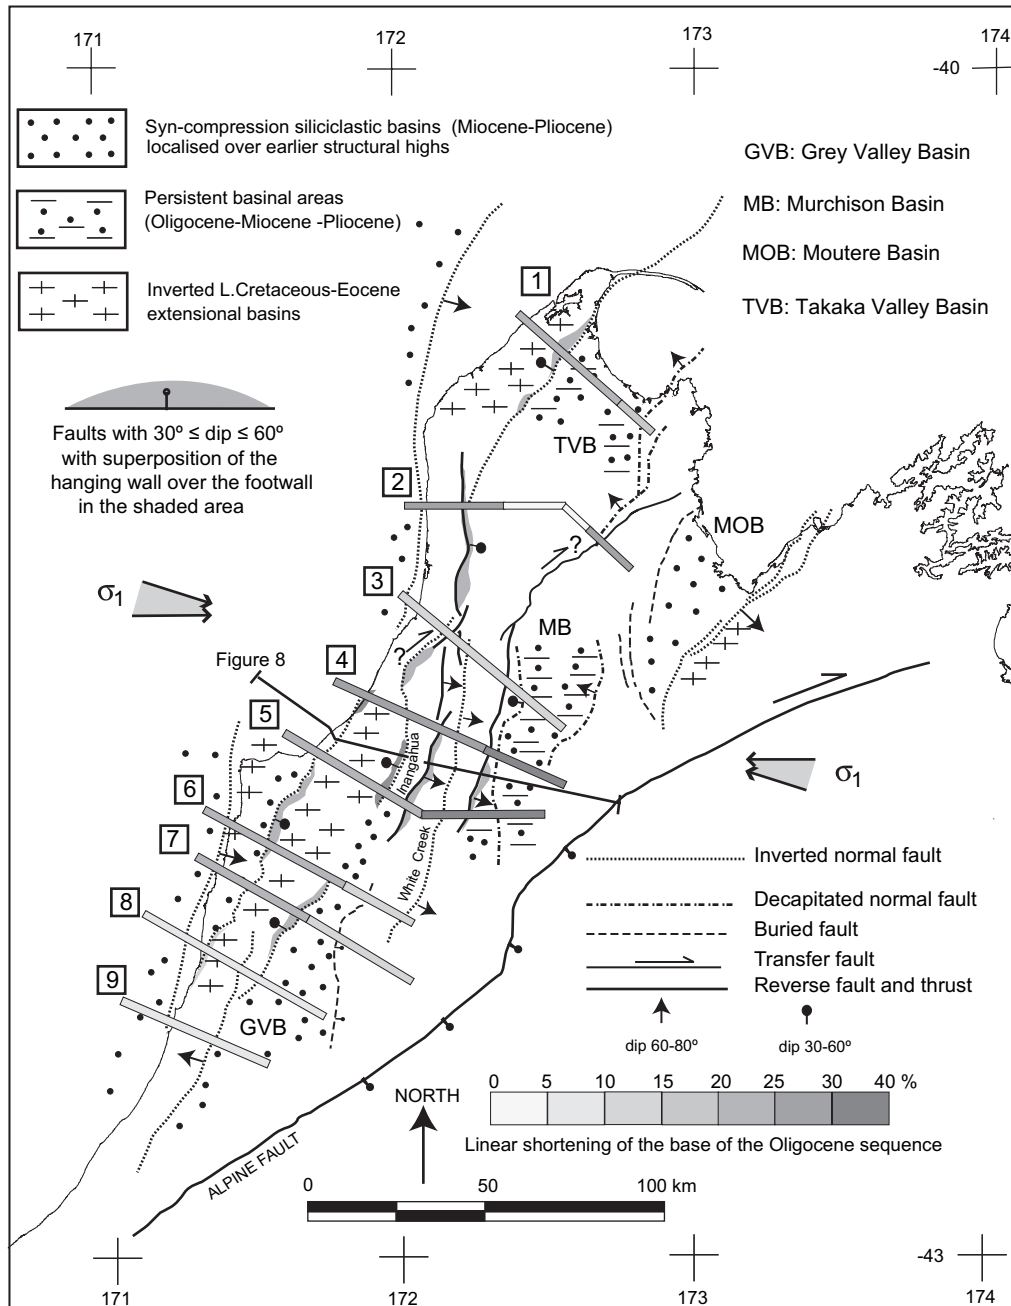 171
172
173
174
-40
Syn-compression siliciclastic basins (Miocene-Pliocene)
localised over earlier structural highs
Persistent basinal areas
(Oligocene-Miocene -Pliocene)
Inverted L.Cretaceous-Eocene
extensional basins
Faults with 30º ≤ dip ≤ 60º
with superposition of the
hanging wall over the footwall
in the shaded area
GVB: Grey Valley Basin
MB: Murchison Basin
MOB: Moutere Basin
TVB: Takaka Valley Basin
1
TVB
2
MOB
?
3
σ1
MB
?
Figure 8
4
5
Inangahua
σ1
6
White Creek
7
8
9
GVB
Inverted normal fault
Decapitated normal fault
Buried fault
Transfer fault
Reverse fault and thrust
dip 60-80º
dip 30-60º
0 5 10 15 20 25 30 40 %
Linear shortening of the base of the Oligocene sequence
NORTH
ALPINE FAULT
0 50 100 km
-43
171
172
173
174